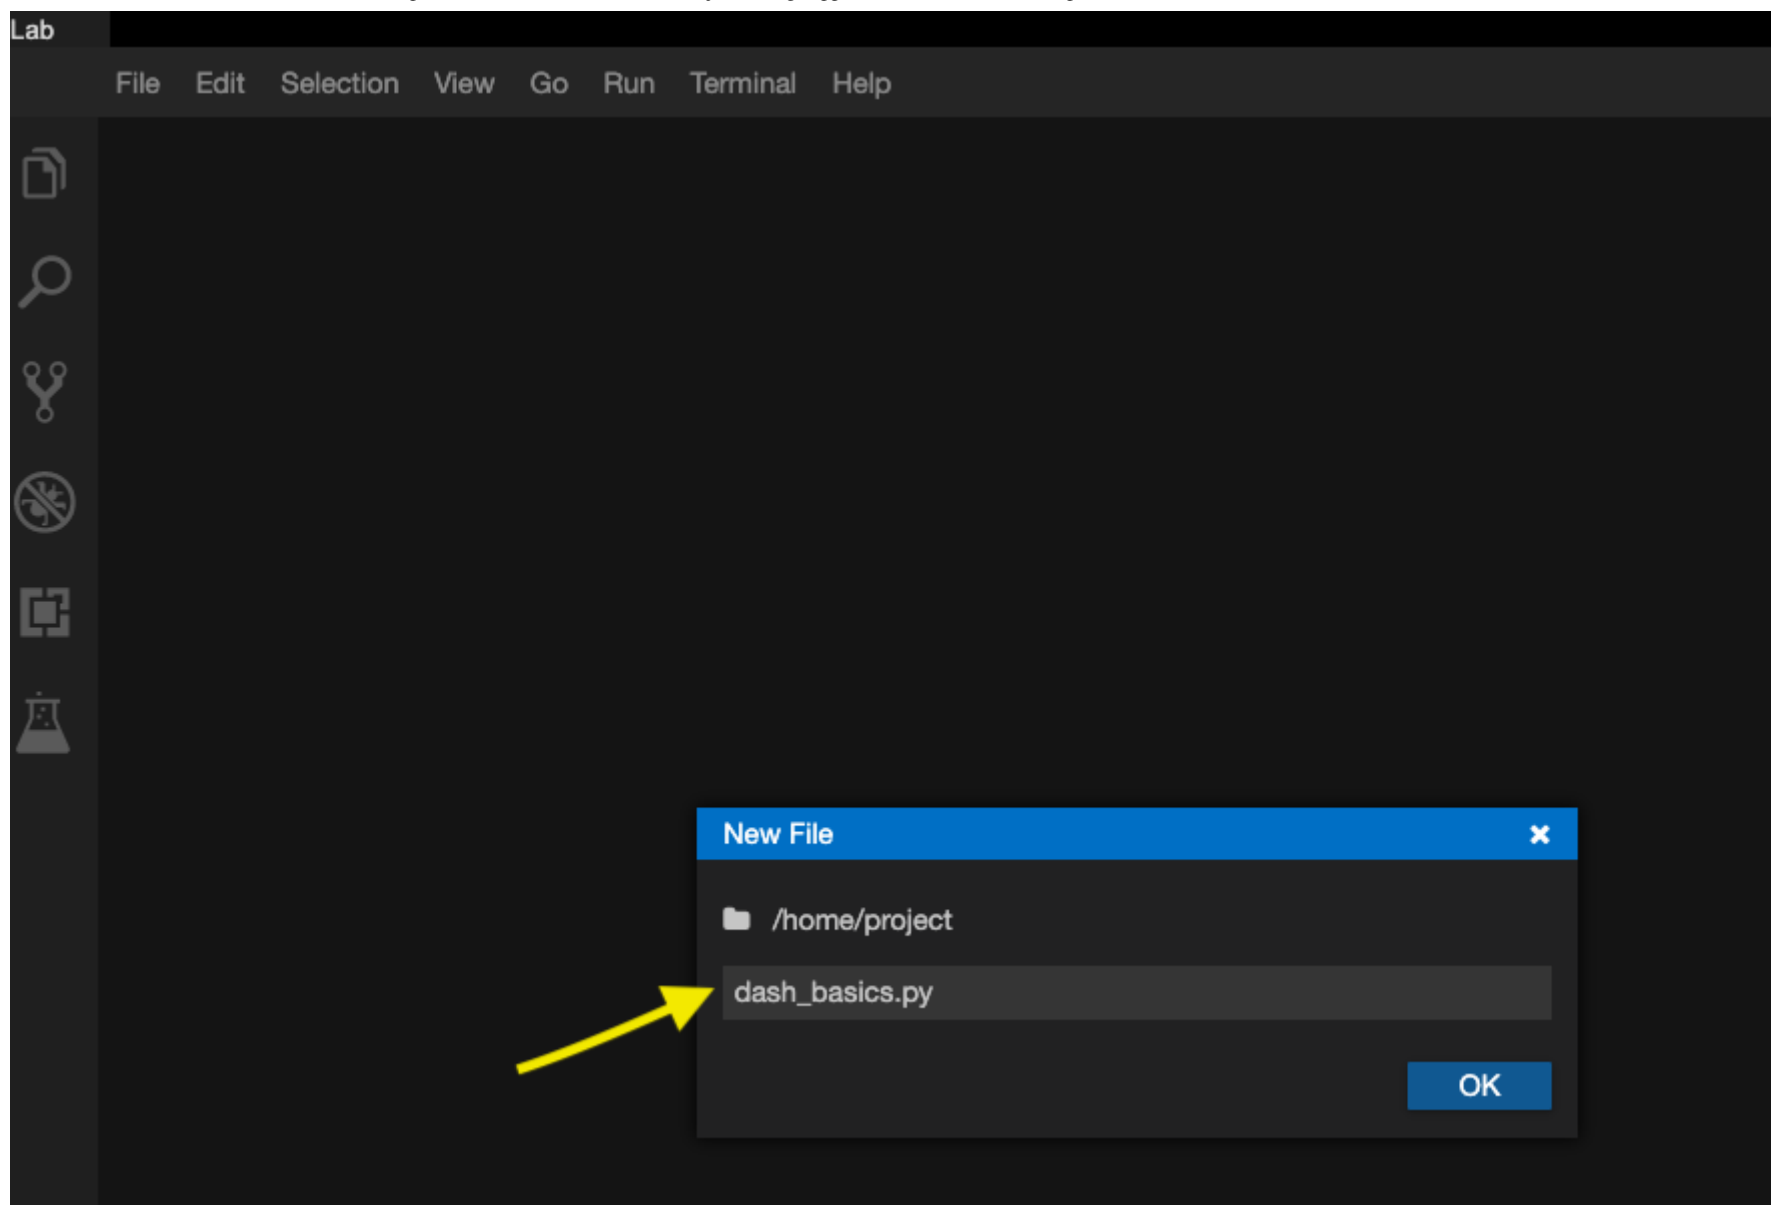 Lab
File Edit Selection View Go Run Terminal Help
New File
/home/project
dash_basics.py
OK